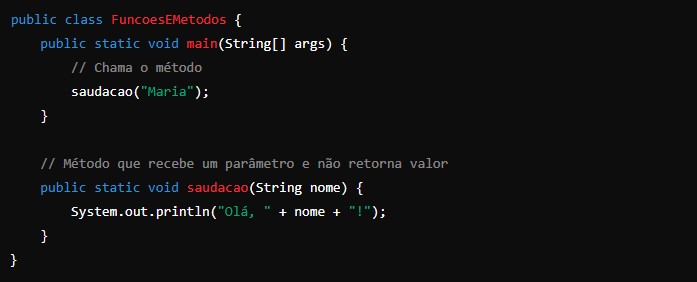 public class FuncoesEMetodos {
    public static void main(String[] args) {
        // Chama o método
        saudacao("Maria");
    }

    // Método que recebe um parâmetro e não retorna valor
    public static void saudacao(String nome) {
        System.out.println("Olá, " + nome + "!");
    }
}